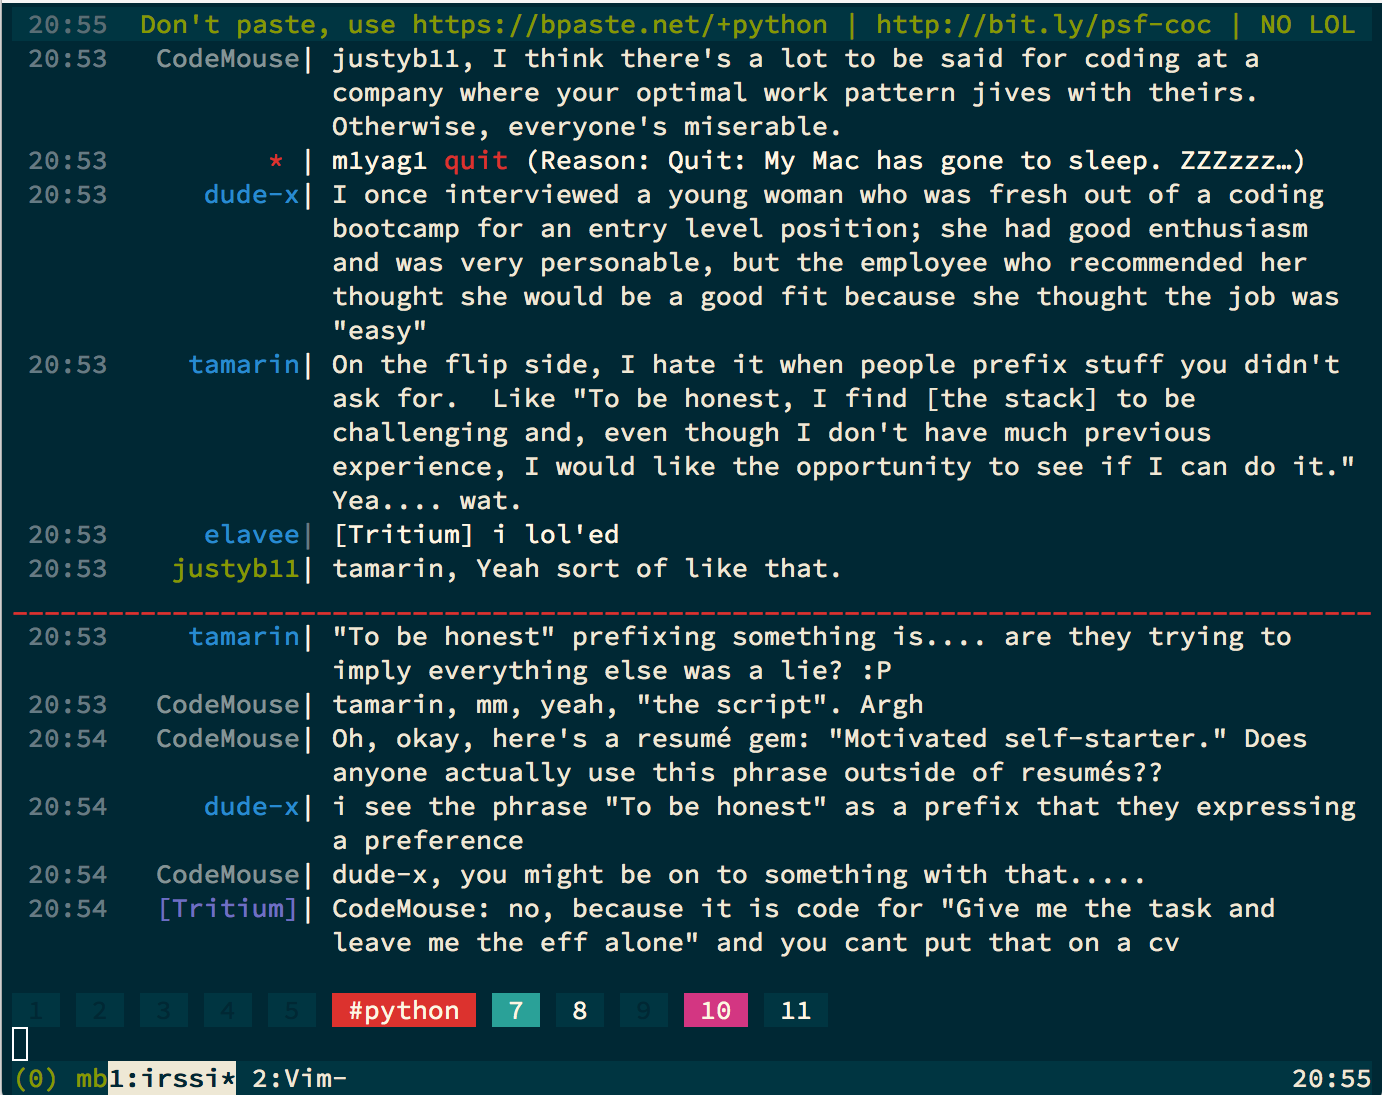 20:55 Don't paste, use https://bpaste.net/+python | http://bit.ly/psf-coc | NO LOL
20:53 CodeMouse| justyb11, I think there's a lot to be said for coding at a
company where your optimal work pattern jives with theirs.
Otherwise, everyone's miserable.
20:53 * | m1yag1 quit (Reason: Quit: My Mac has gone to sleep. ZZZzzz…)
20:53 dude-x| I once interviewed a young woman who was fresh out of a coding
bootcamp for an entry level position; she had good enthusiasm
and was very personable, but the employee who recommended her
thought she would be a good fit because she thought the job was
"easy"
20:53 tamarin| On the flip side, I hate it when people prefix stuff you didn't
ask for.  Like "To be honest, I find [the stack] to be
challenging and, even though I don't have much previous
experience, I would like the opportunity to see if I can do it."
Yea.... wat.
20:53 elavee| [Tritium] i lol'ed
20:53 justyb11| tamarin, Yeah sort of like that.
20:53 tamarin| "To be honest" prefixing something is.... are they trying to
imply everything else was a lie? :P
20:53 CodeMouse| tamarin, mm, yeah, "the script". Argh
20:54 CodeMouse| Oh, okay, here's a resumé gem: "Motivated self-starter." Does
anyone actually use this phrase outside of resumés??
20:54 dude-x| i see the phrase "To be honest" as a prefix that they expressing
a preference
20:54 CodeMouse| dude-x, you might be on to something with that.....
20:54 [Tritium]| CodeMouse: no, because it is code for "Give me the task and
leave me the eff alone" and you cant put that on a cv
1 2 3 4 5 #python 7 8 9 10 11
(0) mb1:irssi* 2:Vim- 20:55